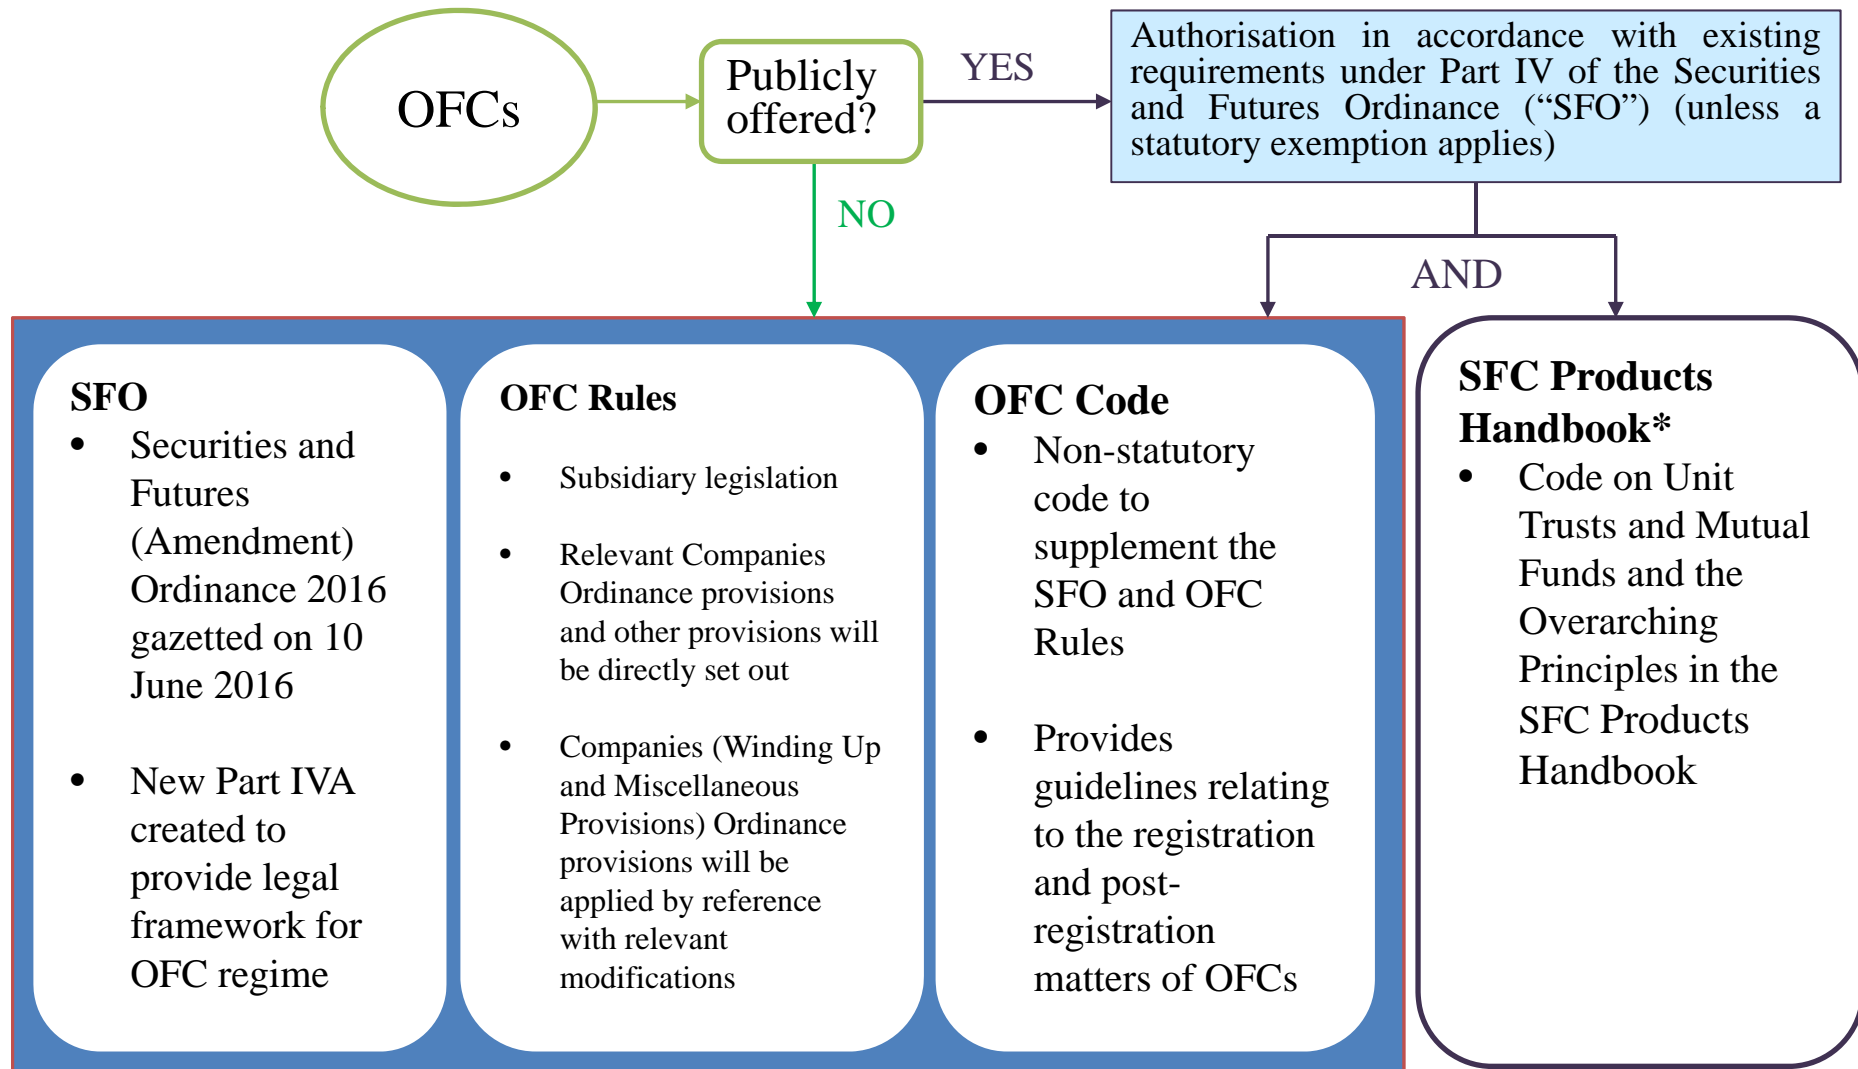 OFCs
Publicly
offered?
YES
Authorisation in accordance with existing
requirements under Part IV of the Securities
and Futures Ordinance (“SFO”) (unless a
statutory exemption applies)
NO
AND
SFO
• Securities and
Futures
(Amendment)
Ordinance 2016
gazetted on 10
June 2016
• New Part IVA
created to
provide legal
framework for
OFC regime
OFC Rules
• Subsidiary legislation
• Relevant Companies
Ordinance provisions
and other provisions will
be directly set out
• Companies (Winding Up
and Miscellaneous
Provisions) Ordinance
provisions will be
applied by reference
with relevant
modifications
OFC Code
• Non-statutory
code to
supplement the
SFO and OFC
Rules
• Provides
guidelines relating
to the registration
and post-
registration
matters of OFCs
SFC Products
Handbook*
• Code on Unit
Trusts and Mutual
Funds and the
Overarching
Principles in the
SFC Products
Handbook